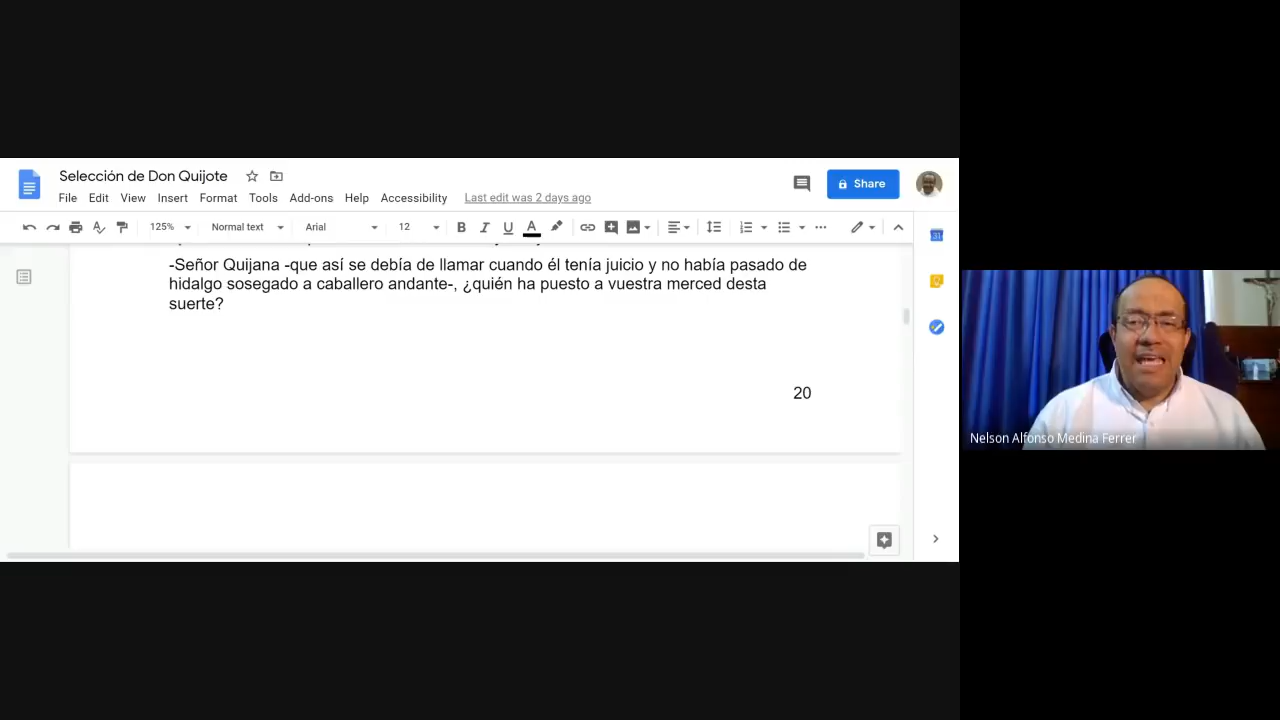 Selección de Don Quijote
File Edit View Insert Format Tools Add-ons Help Accessibility Last edit was 2 days ago
Share
125% Normal text Arial 12 B I U A
31
-Señor Quijana -que así se debía de llamar cuando él tenía juicio y no había pasado de
hidalgo sosegado a caballero andante-, ¿quién ha puesto a vuestra merced desta
suerte?
20
Nelson Alfonso Medina Ferrer